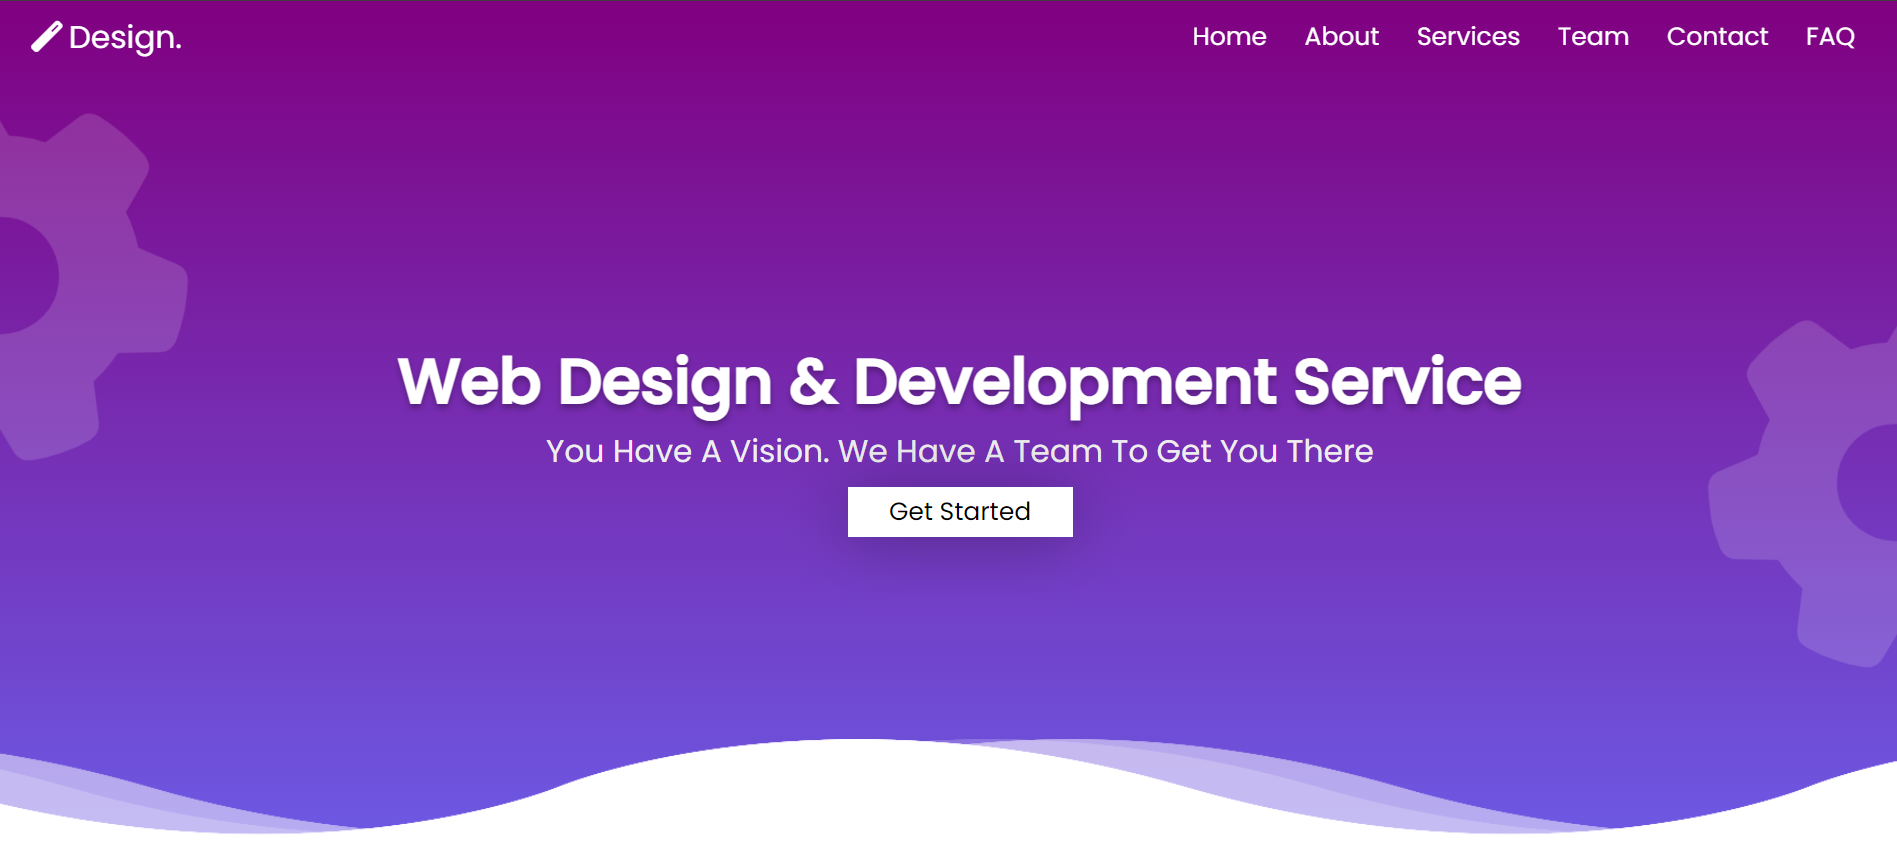 Design.
Home About Services Team Contact FAQ
Web Design & Development Service
You Have A Vision. We Have A Team To Get You There
Get Started